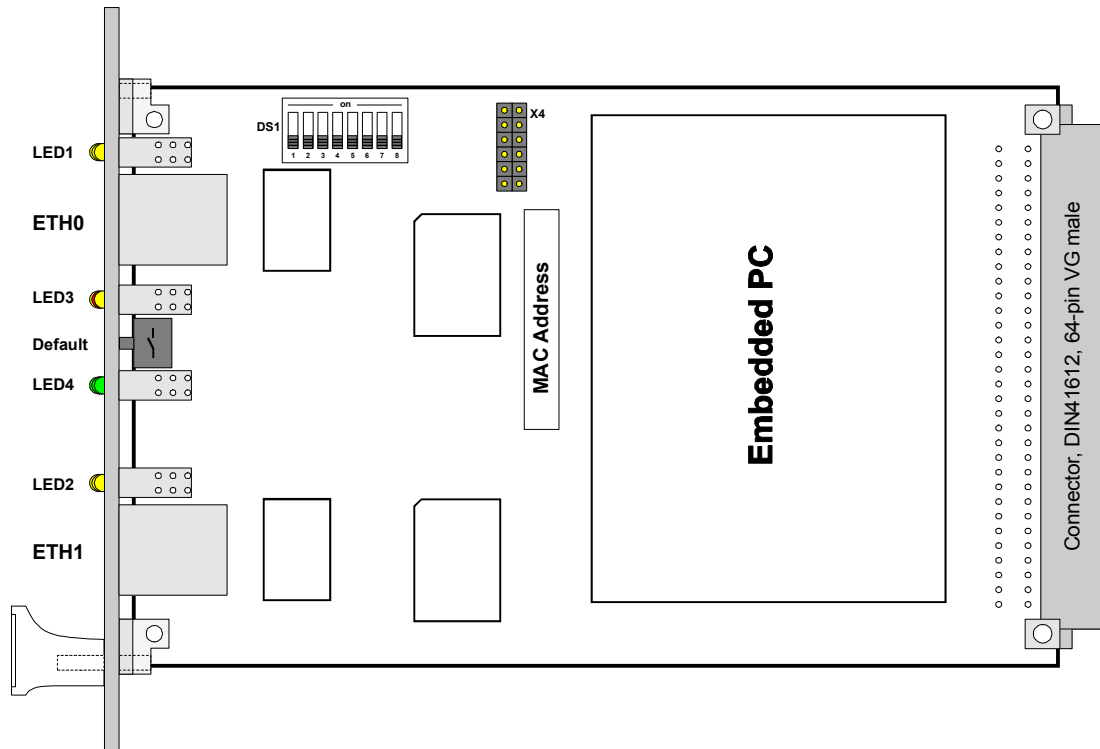 on
DS1
1 2 3 4 5 6 7 8
X4
LED1
ETH0
LED3
Default
LED4
LED2
ETH1
MAC Address
Embedded PC
Connector, DIN41612, 64-pin VG male